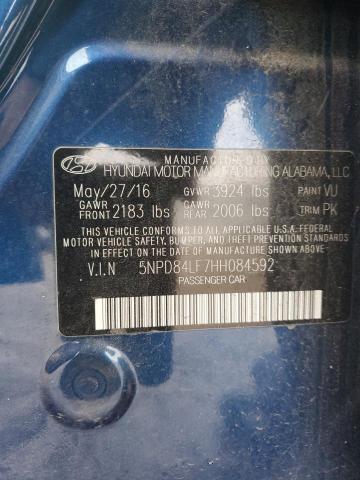 MANUFACTURED BY
HYUNDAI MOTOR MANUFACTURING ALABAMA, LLC
May/27/16 GVWR 3924 lbs PAINT VU
GAWR FRONT 2183 lbs GAWR REAR 2006 lbs TRIM PK
THIS VEHICLE CONFORMS TO ALL APPLICABLE U.S.A FEDERAL
MOTOR VEHICLE SAFETY, BUMPER, AND THEFT PREVENTION
STANDARDS IN EFFECT ON THE DATE OF MANUFACTURE
SHOWN ABOVE.
V.I.N 5NPD84LF7HH084592
PASSENGER CAR